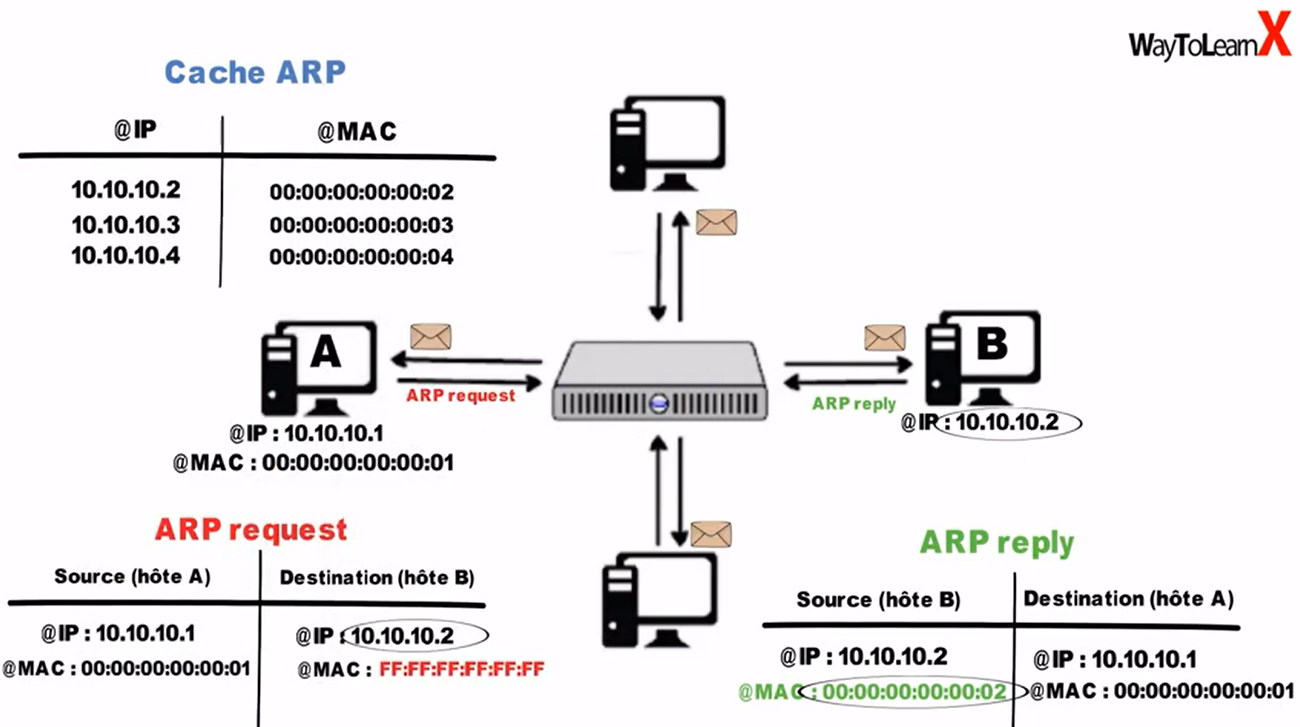 WayToLearnX
Cache ARP
@IP @MAC
10.10.10.2 00:00:00:00:00:02
10.10.10.3 00:00:00:00:00:03
10.10.10.4 00:00:00:00:00:04
A
B
ARP request
ARP reply
@IP : 10.10.10.1
@MAC : 00:00:00:00:00:01
@IP : 10.10.10.2
ARP request
Source (hôte A) Destination (hôte B)
@IP : 10.10.10.1 @IP : 10.10.10.2
@MAC : 00:00:00:00:00:01 @MAC : FF:FF:FF:FF:FF:FF
ARP reply
Source (hôte B) Destination (hôte A)
@IP : 10.10.10.2 @IP : 10.10.10.1
@MAC : 00:00:00:00:00:02 @MAC : 00:00:00:00:00:01